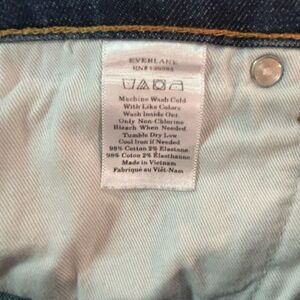 EVERLANE
Machine Wash Cold
With Like Colors
Wash Inside Out
Only Non-Chlorine
Bleach When Needed
Tumble Dry Low
Cool Iron if Needed
98% Cotton 2% Elastane
98% Coton 2% Élasthanne
Made in Vietnam
Fabriqué au Viêt-Nam